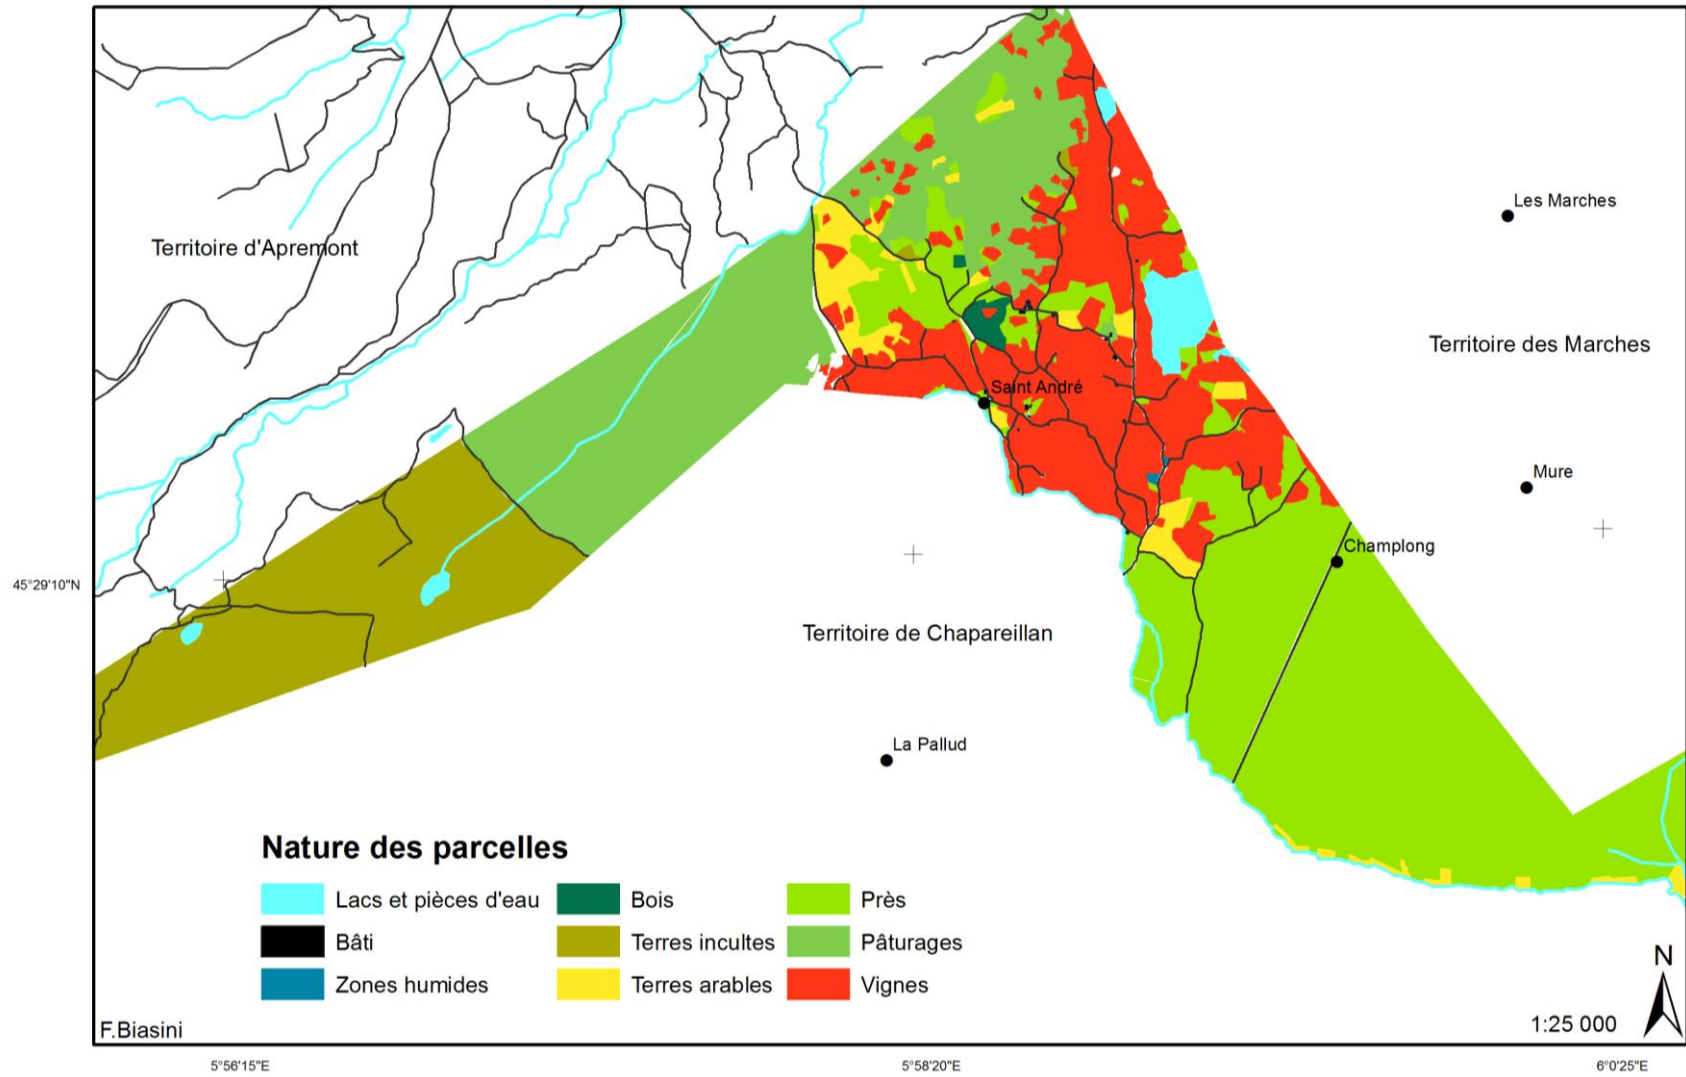 Les Marches
Territoire d'Apremont
Territoire des Marches
Saint André
Mure
Champlong
45°29'10"N
Territoire de Chapareillan
La Pallud
Nature des parcelles
Lacs et pièces d'eau
Bois
Près
Bâti
Terres incultes
Pâturages
Zones humides
Terres arables
Vignes
N
F.Biasini
1:25 000
5°56'15"E
5°58'20"E
6°0'25"E